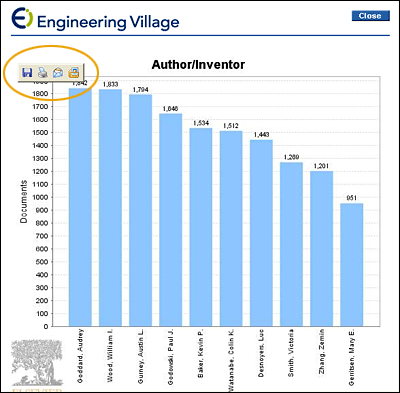 Engineering Village
Close
Author/Inventor
1,842
1,833
1,794
1,646
1,534
1,512
1,443
1,269
1,201
951
1800
1700
1600
1500
1400
1300
1200
1100
1000
900
800
700
600
500
400
300
200
100
0
Documents
Goddard, Audrey
Wood, William I.
Gurney, Austin L.
Godowski, Paul J.
Baker, Kevin P.
Watanabe, Colin K.
Desnoyers, Luc
Smith, Victoria
Zhang, Zemin
Gerritsen, Mary E.